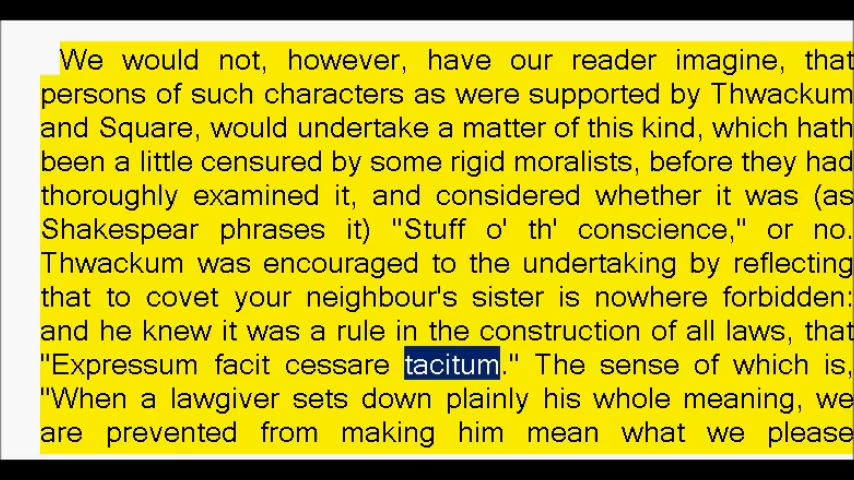 We would not, however, have our reader imagine, that
persons of such characters as were supported by Thwackum
and Square, would undertake a matter of this kind, which hath
been a little censured by some rigid moralists, before they had
thoroughly examined it, and considered whether it was (as
Shakespear phrases it) "Stuff o' th' conscience," or no.
Thwackum was encouraged to the undertaking by reflecting
that to covet your neighbour's sister is nowhere forbidden:
and he knew it was a rule in the construction of all laws, that
"Expressum facit cessare tacitum." The sense of which is,
"When a lawgiver sets down plainly his whole meaning, we
are prevented from making him mean what we please